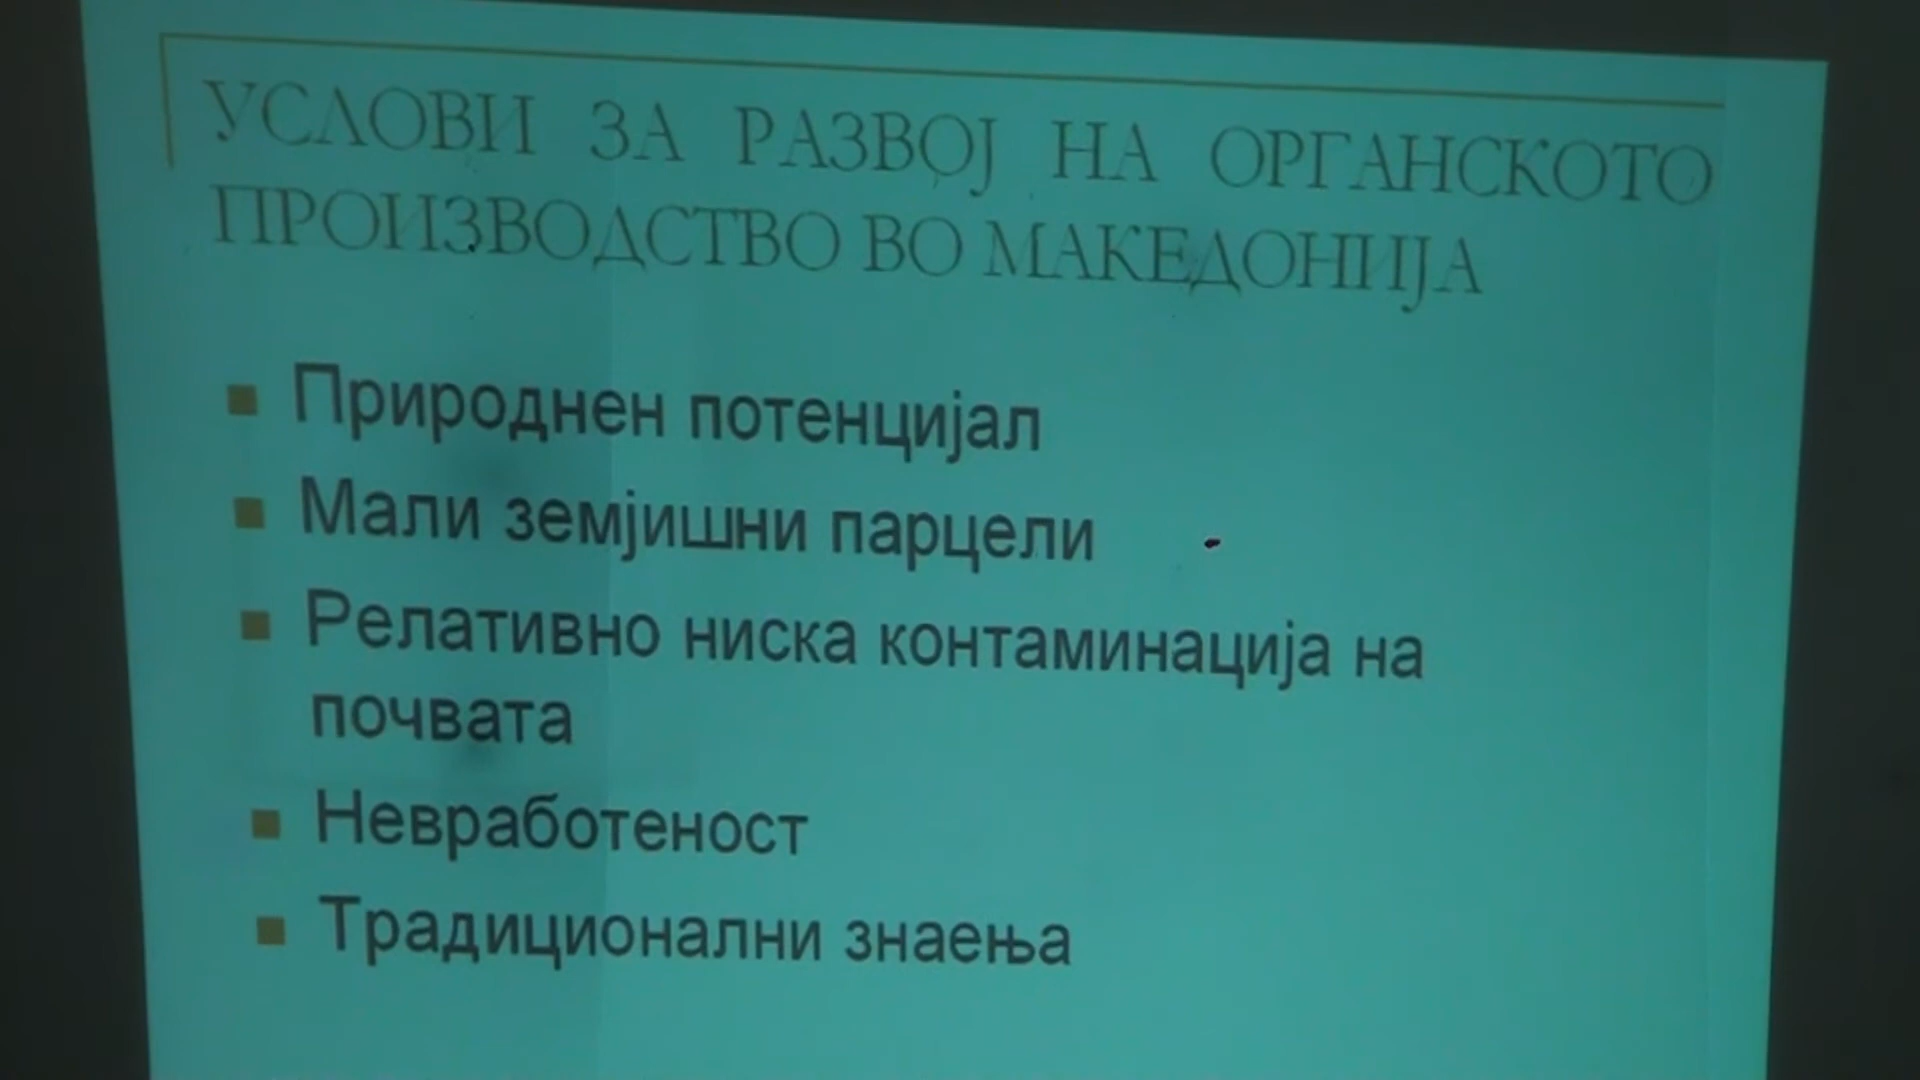 УСЛОВИ ЗА РАЗВОЈ НА ОРГАНСКОТО
ПРОИЗВОДСТВО ВО МАКЕДОНИЈА
Природнен потенцијал
Мали земјишни парцели
Релативно ниска контаминација на
почвата
Невработеност
Традиционални знаења